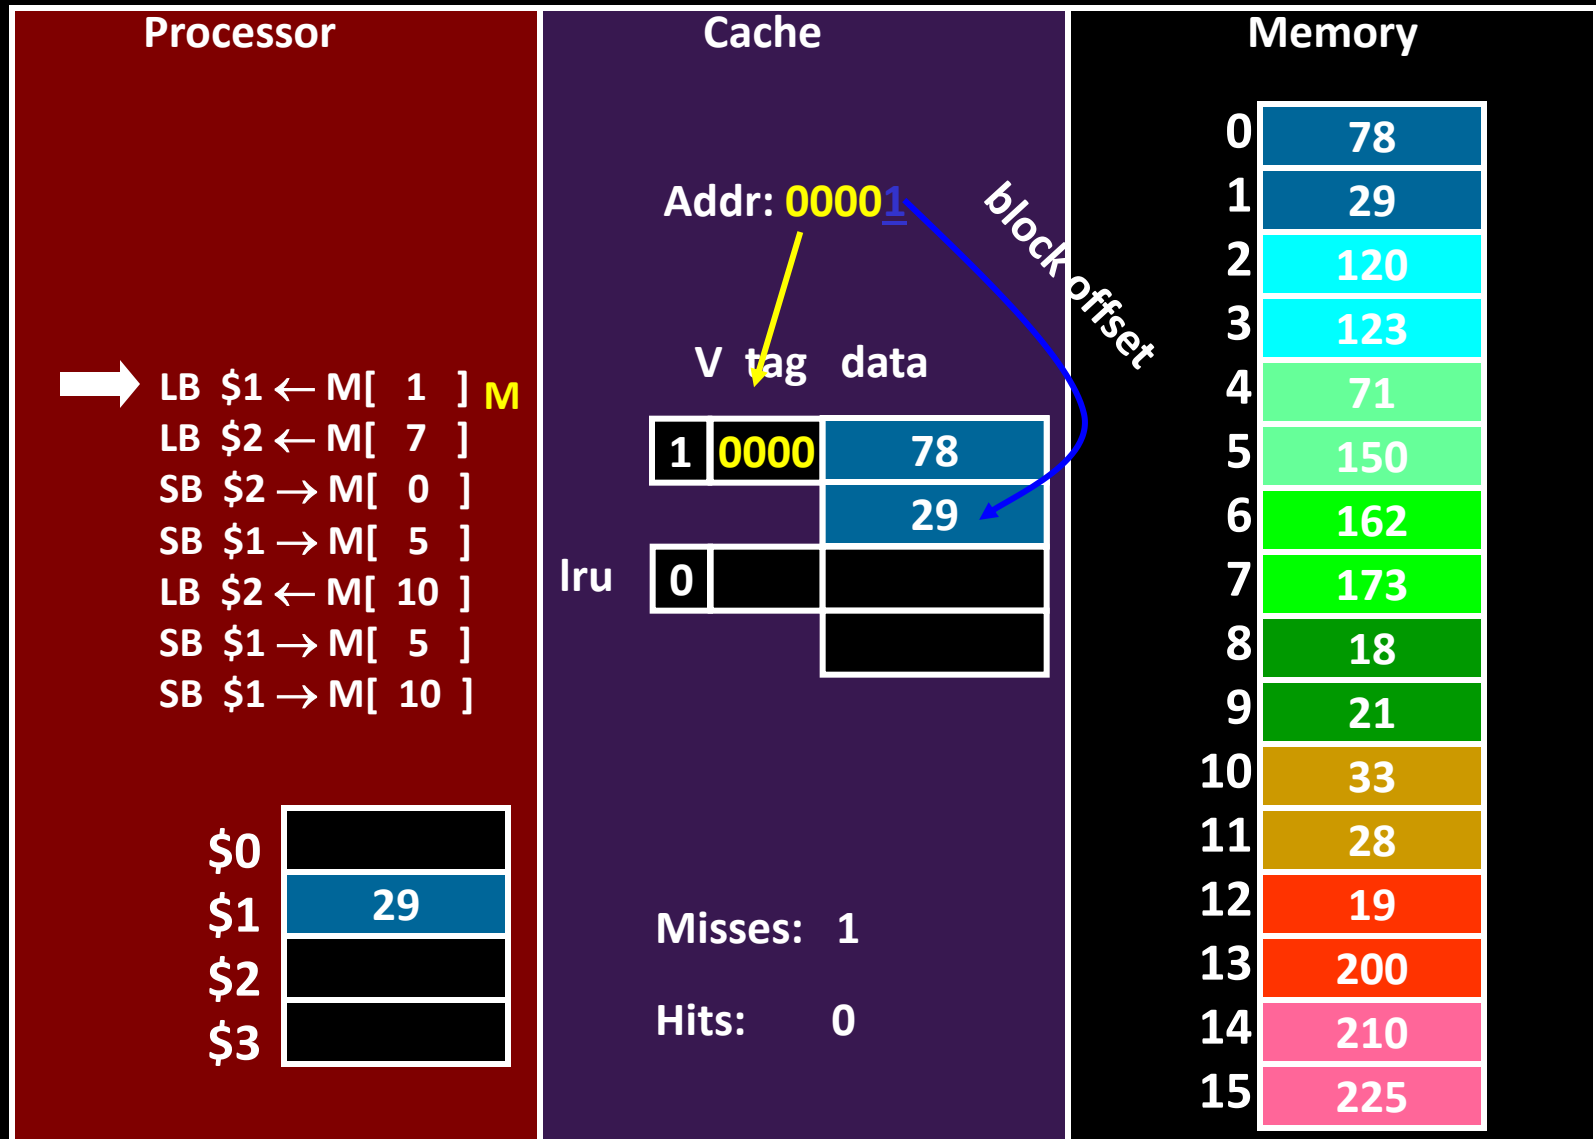 Processor
LB $1 ← M[ 1 ] M
LB $2 ← M[ 7 ]
SB $2 → M[ 0 ]
SB $1 → M[ 5 ]
LB $2 ← M[ 10 ]
SB $1 → M[ 5 ]
SB $1 → M[ 10 ]
$0
$1 29
$2
$3
Cache
Addr: 00001
block offset
V tag data
1 0000 78
29
lru 0
Misses: 1
Hits: 0
Memory
0 78
1 29
2 120
3 123
4 71
5 150
6 162
7 173
8 18
9 21
10 33
11 28
12 19
13 200
14 210
15 225